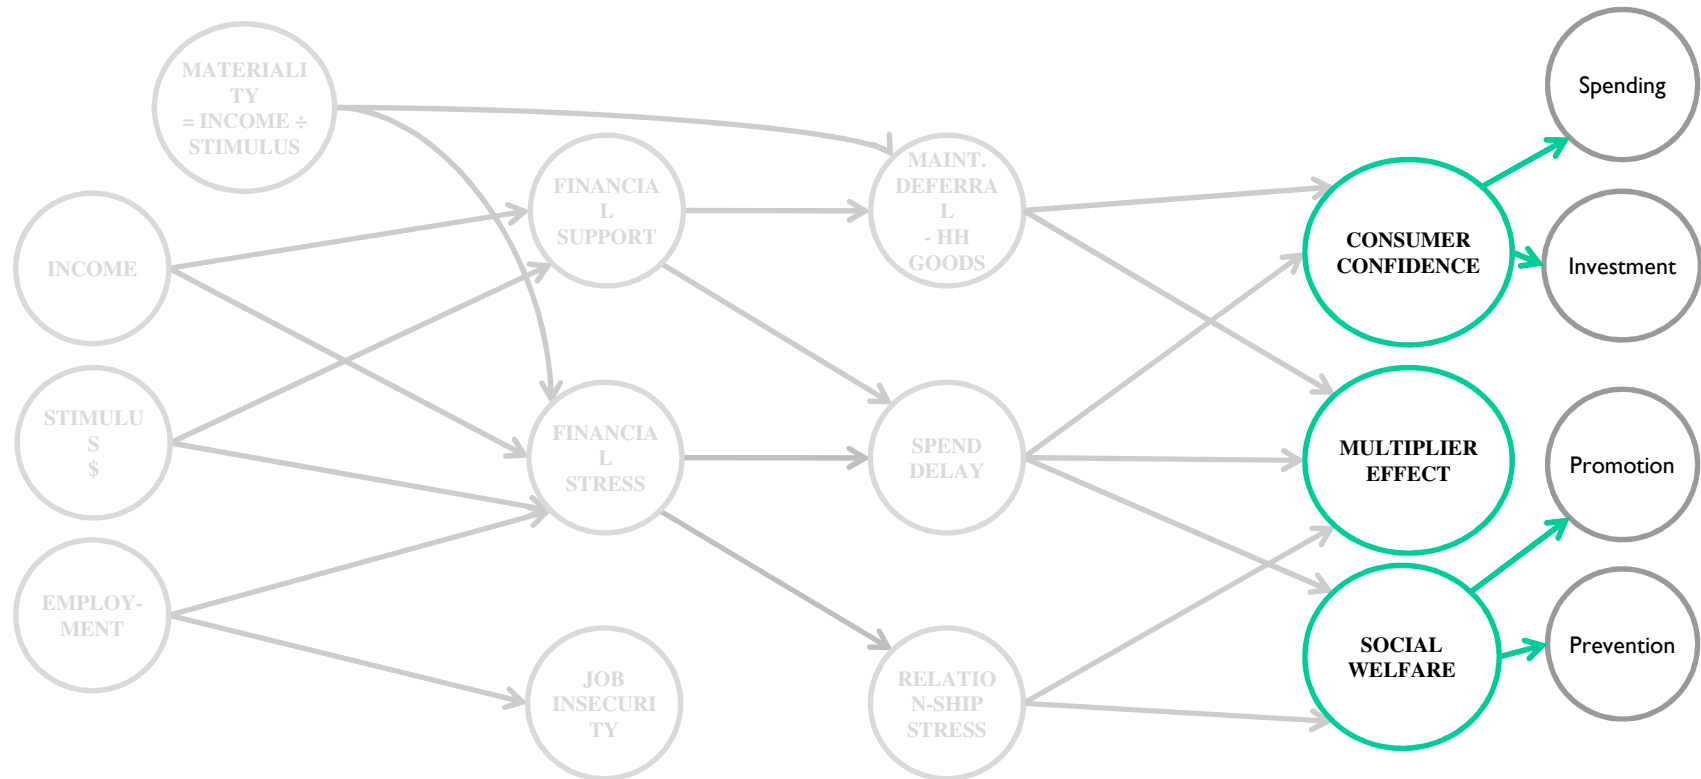 MATERIALI
TY
= INCOME ÷
STIMULUS
INCOME
STIMULU
S
$
EMPLOY-
MENT
FINANCIA
L
SUPPORT
FINANCIA
L
STRESS
JOB
INSECURI
TY
MAINT.
DEFERRA
L
- HH
GOODS
SPEND
DELAY
RELATIO
N-SHIP
STRESS
CONSUMER
CONFIDENCE
MULTIPLIER
EFFECT
SOCIAL
WELFARE
Spending
Investment
Promotion
Prevention